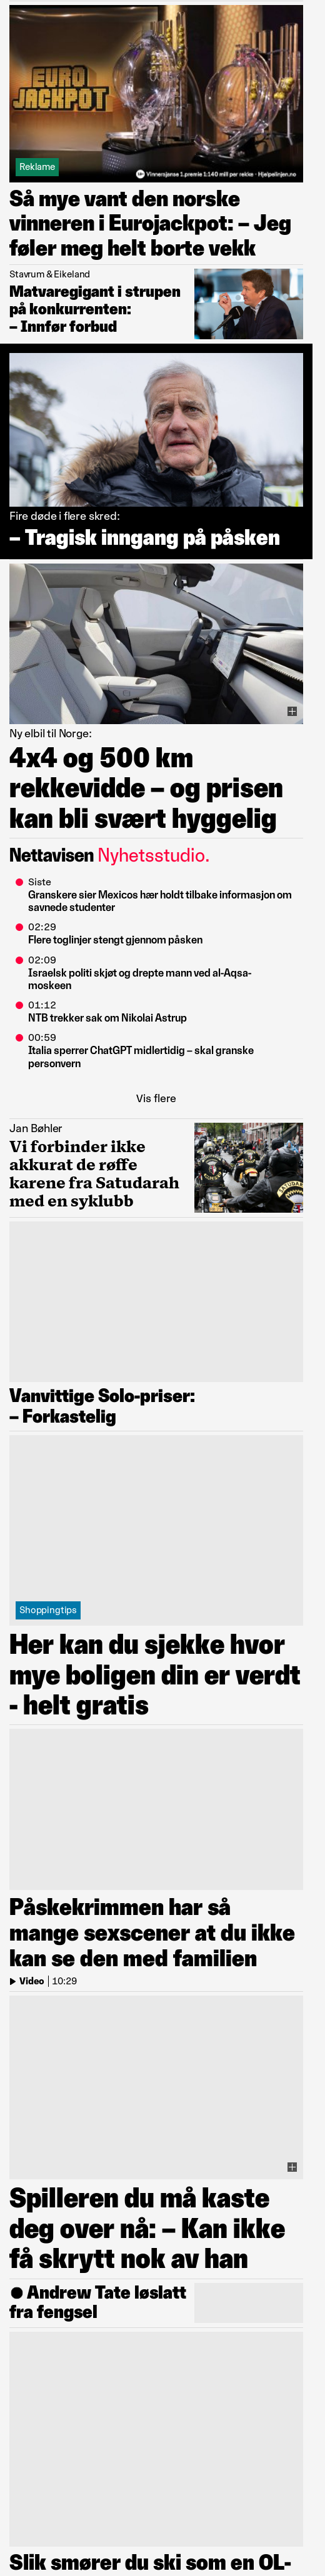 EURO
JACKPOT
Reklame
Vinnersjanse 1.premie 1:140 mill per rekke - Hjelpelinjen.no
Så mye vant den norske
vinneren i Eurojackpot: – Jeg
føler meg helt borte vekk
Stavrum & Eikeland
Matvaregigant i strupen
på konkurrenten:
– Innfør forbud
Fire døde i flere skred:
– Tragisk inngang på påsken
Ny elbil til Norge:
4x4 og 500 km
rekkevidde – og prisen
kan bli svært hyggelig
Nettavisen Nyhetsstudio.
Siste
Granskere sier Mexicos hær holdt tilbake informasjon om
savnede studenter
02:29
Flere toglinjer stengt gjennom påsken
02:09
Israelsk politi skjøt og drepte mann ved al-Aqsa-
moskeen
01:12
NTB trekker sak om Nikolai Astrup
00:59
Italia sperrer ChatGPT midlertidig – skal granske
personvern
Vis flere
Jan Bøhler
Vi forbinder ikke
akkurat de røffe
karene fra Satudarah
med en syklubb
Vanvittige Solo-priser:
– Forkastelig
Shoppingtips
Her kan du sjekke hvor
mye boligen din er verdt
- helt gratis
Påskekrimmen har så
mange sexscener at du ikke
kan se den med familien
Video | 10:29
Spilleren du må kaste
deg over nå: – Kan ikke
få skrytt nok av han
● Andrew Tate løslatt
fra fengsel
Slik smører du ski som en OL-